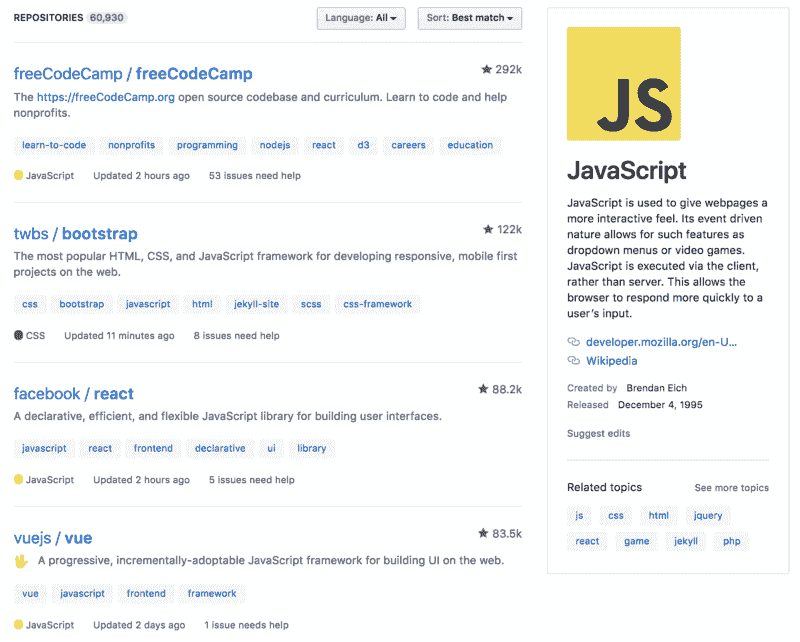 REPOSITORIES 60,930
Language: All
Sort: Best match
freeCodeCamp / freeCodeCamp
292k
The https://freeCodeCamp.org open source codebase and curriculum. Learn to code and help
nonprofits.
learn-to-code nonprofits programming nodejs react d3 careers education
JavaScript Updated 2 hours ago 53 issues need help
twbs / bootstrap
122k
The most popular HTML, CSS, and JavaScript framework for developing responsive, mobile first
projects on the web.
css bootstrap javascript html jekyll-site scss css-framework
CSS Updated 11 minutes ago 8 issues need help
facebook / react
88.2k
A declarative, efficient, and flexible JavaScript library for building user interfaces.
javascript react frontend declarative ui library
JavaScript Updated 2 hours ago 5 issues need help
vuejs / vue
83.5k
A progressive, incrementally-adoptable JavaScript framework for building UI on the web.
vue javascript frontend framework
JavaScript Updated 2 days ago 1 issue needs help
JS
JavaScript
JavaScript is used to give webpages a
more interactive feel. Its event driven
nature allows for such features as
dropdown menus or video games.
JavaScript is executed via the client,
rather than server. This allows the
browser to respond more quickly to a
user's input.
developer.mozilla.org/en-U...
Wikipedia
Created by Brendan Eich
Released December 4, 1995
Suggest edits
Related topics See more topics
js css html jquery
react game jekyll php